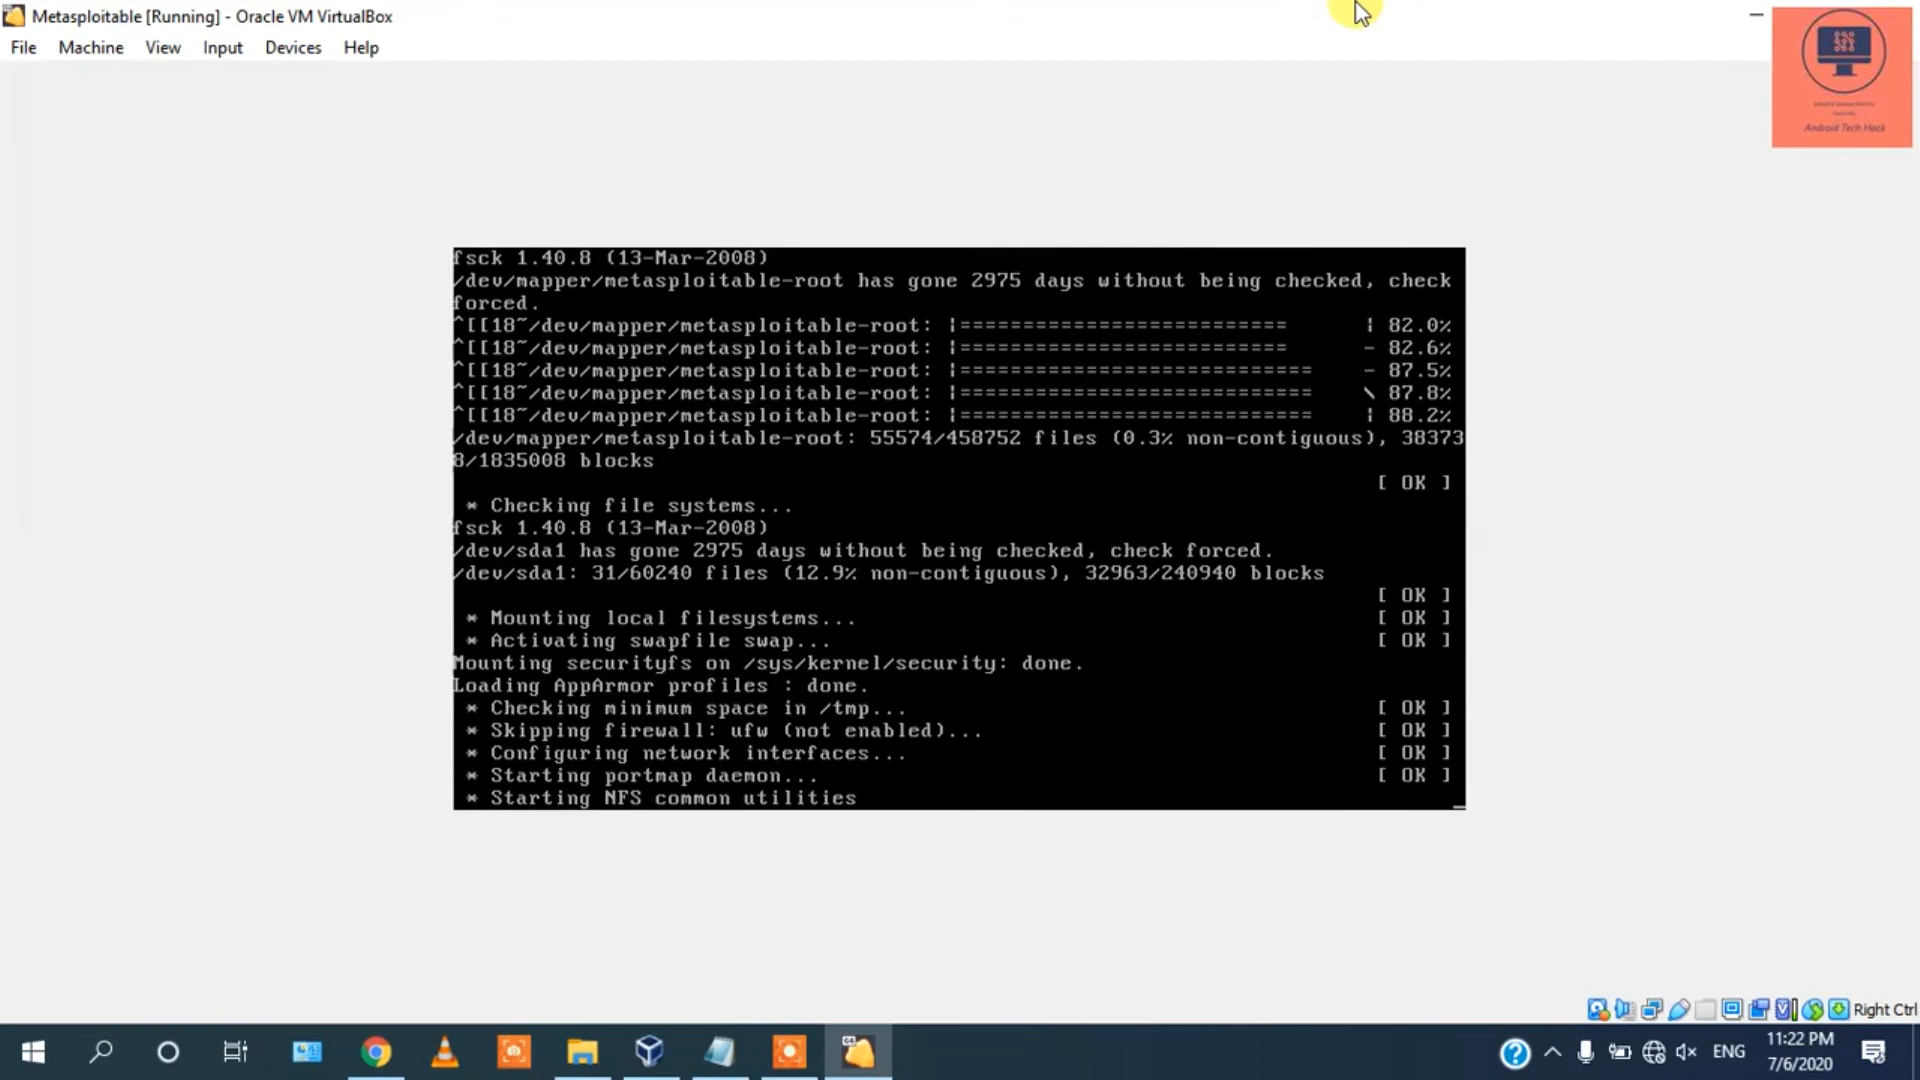 Metasploitable [Running] - Oracle VM VirtualBox
File Machine View Input Devices Help
Android Tech Hack
fsck 1.40.8 (13-Mar-2008)
/dev/mapper/metasploitable-root has gone 2975 days without being checked, check
forced.
^[[18~/dev/mapper/metasploitable-root: |========================== | 82.0%
^[[18~/dev/mapper/metasploitable-root: |========================== - 82.6%
^[[18~/dev/mapper/metasploitable-root: |============================ - 87.5%
^[[18~/dev/mapper/metasploitable-root: |============================ \ 87.8%
^[[18~/dev/mapper/metasploitable-root: |============================ | 88.2%
/dev/mapper/metasploitable-root: 55574/458752 files (0.3% non-contiguous), 38373
8/1835008 blocks
[ OK ]
* Checking file systems...
fsck 1.40.8 (13-Mar-2008)
/dev/sda1 has gone 2975 days without being checked, check forced.
/dev/sda1: 31/60240 files (12.9% non-contiguous), 32963/240940 blocks
[ OK ]
* Mounting local filesystems... [ OK ]
* Activating swapfile swap... [ OK ]
Mounting securityfs on /sys/kernel/security: done.
Loading AppArmor profiles : done.
* Checking minimum space in /tmp... [ OK ]
* Skipping firewall: ufw (not enabled)... [ OK ]
* Configuring network interfaces... [ OK ]
* Starting portmap daemon... [ OK ]
* Starting NFS common utilities
Right Ctrl
64
ENG
11:22 PM
7/6/2020